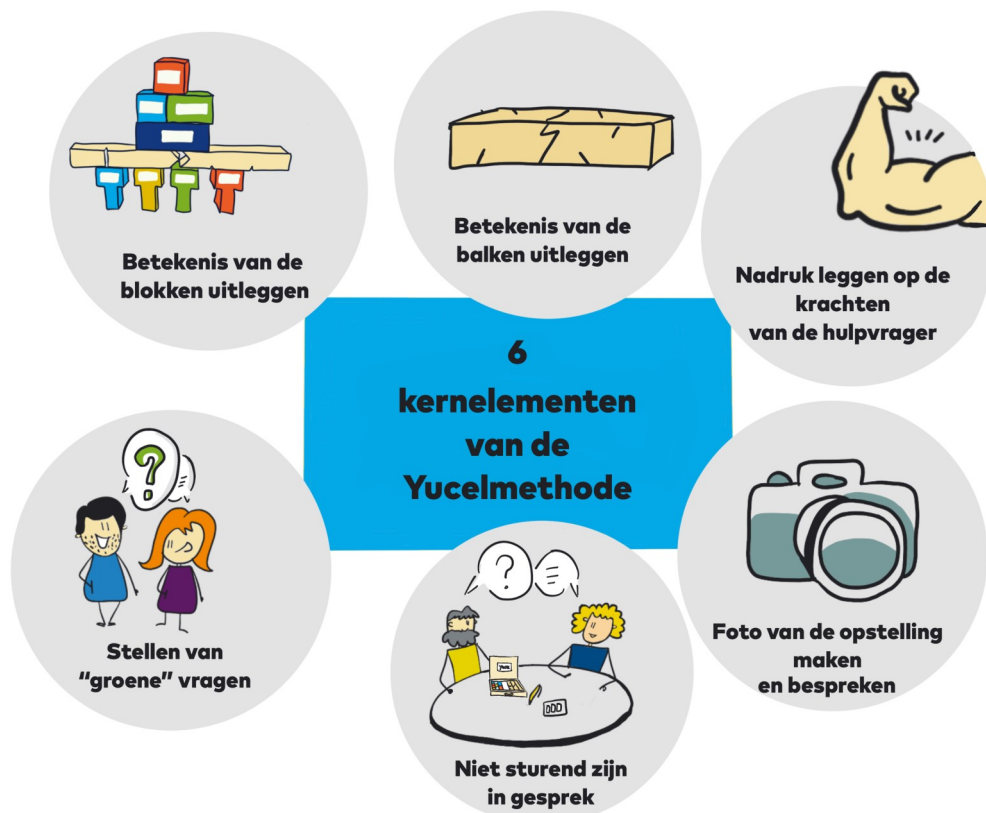 Betekenis van de
blokken uitleggen
Betekenis van de
balken uitleggen
Nadruk leggen op de
krachten
van de hulpvrager
6
kernelementen
van de
Yucelmethode
Stellen van
“groene” vragen
Niet sturend zijn
in gesprek
Foto van de opstelling
maken
en bespreken